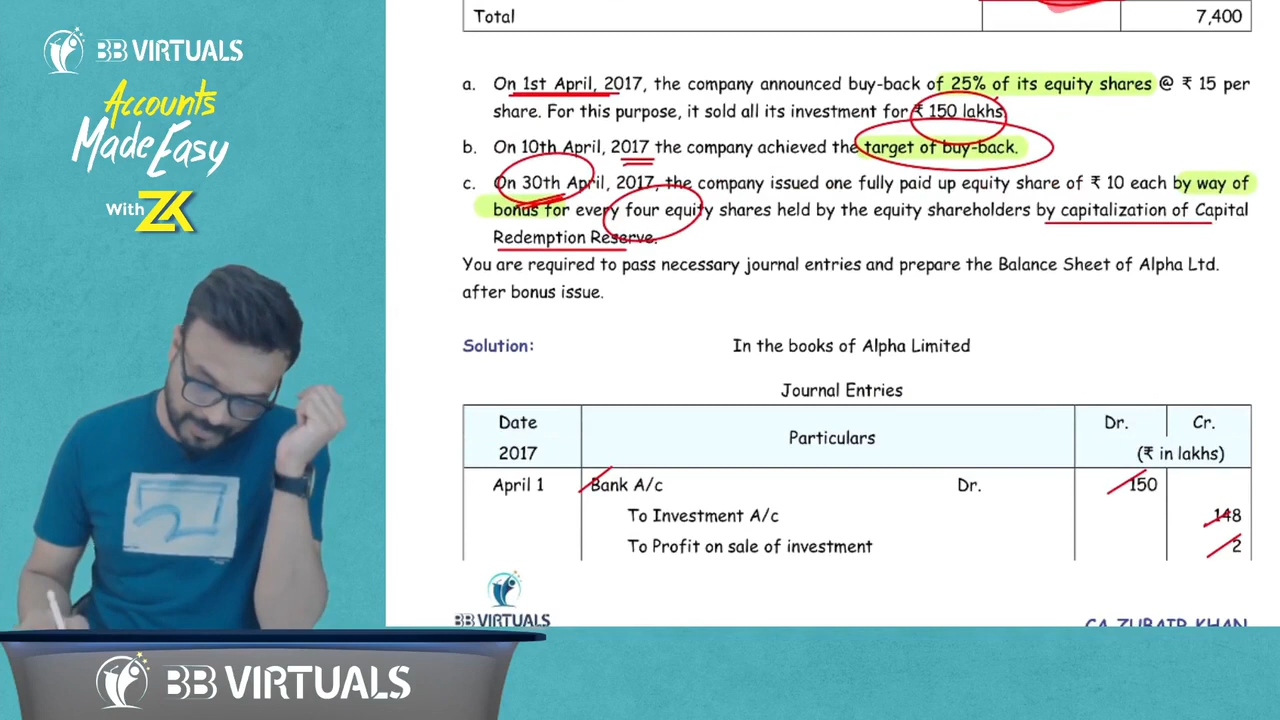 BB VIRTUALS
Accounts
Made Easy
With ZK
Total 7,400
a. On 1st April, 2017, the company announced buy-back of 25% of its equity shares @ ₹ 15 per
share. For this purpose, it sold all its investment for ₹ 150 lakhs.
b. On 10th April, 2017 the company achieved the target of buy-back.
c. On 30th April, 2017, the company issued one fully paid up equity share of ₹ 10 each by way of
bonus for every four equity shares held by the equity shareholders by capitalization of Capital
Redemption Reserve.
You are required to pass necessary journal entries and prepare the Balance Sheet of Alpha Ltd.
after bonus issue.
Solution: In the books of Alpha Limited
Journal Entries
Date Particulars Dr. Cr.
2017 (₹ in lakhs)
April 1 Bank A/c Dr. 150
To Investment A/c 148
To Profit on sale of investment 2
BB VIRTUALS
CA ZUBAIR KHAN
BB VIRTUALS